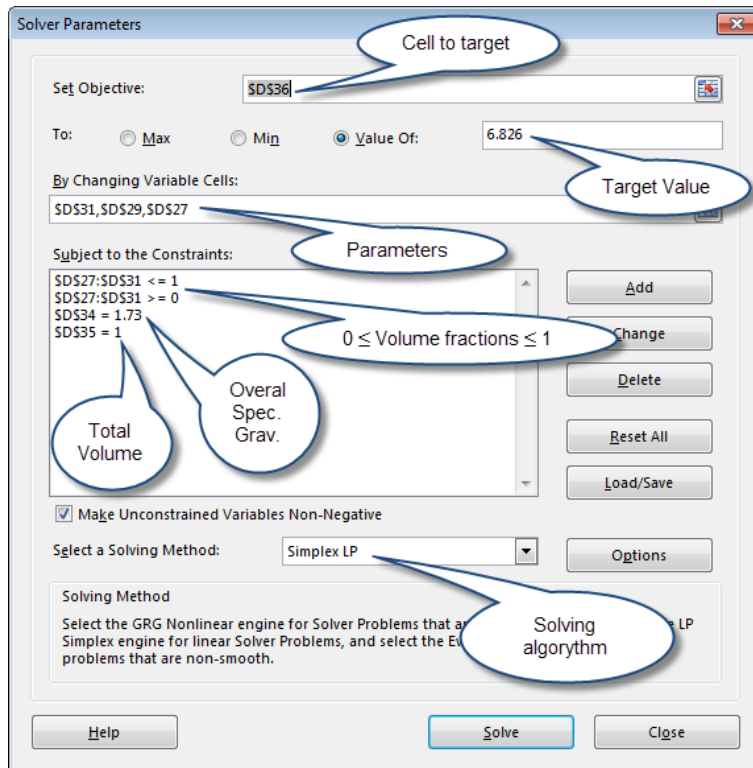 Solver Parameters
Cell to target
Set Objective:
$D$36
To:
Max
Min
Value Of:
6.826
Target Value
By Changing Variable Cells:
$D$31,$D$29,$D$27
Parameters
Subject to the Constraints:
$D$27:$D$31 <= 1
$D$27:$D$31 >= 0
$D$34 = 1.73
$D$35 = 1
0 ≤ Volume fractions ≤ 1
Overal
Spec.
Grav.
Total
Volume
Add
Change
Delete
Reset All
Load/Save
Make Unconstrained Variables Non-Negative
Select a Solving Method:
Simplex LP
Options
Solving Method
Select the GRG Nonlinear engine for Solver Problems that a LP
Simplex engine for linear Solver Problems, and select the Ev
problems that are non-smooth.
Solving
algorythm
Help
Solve
Close